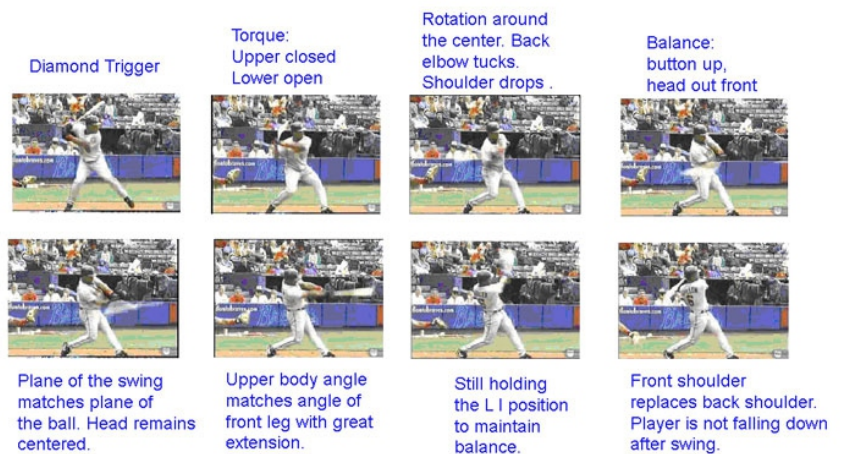 Diamond Trigger
Torque:
Upper closed
Lower open
Rotation around
the center. Back
elbow tucks.
Shoulder drops .
Balance:
button up,
head out front
Plane of the swing
matches plane of
the ball. Head remains
centered.
Upper body angle
matches angle of
front leg with great
extension.
Still holding
the L I position
to maintain
balance.
Front shoulder
replaces back shoulder.
Player is not falling down
after swing.